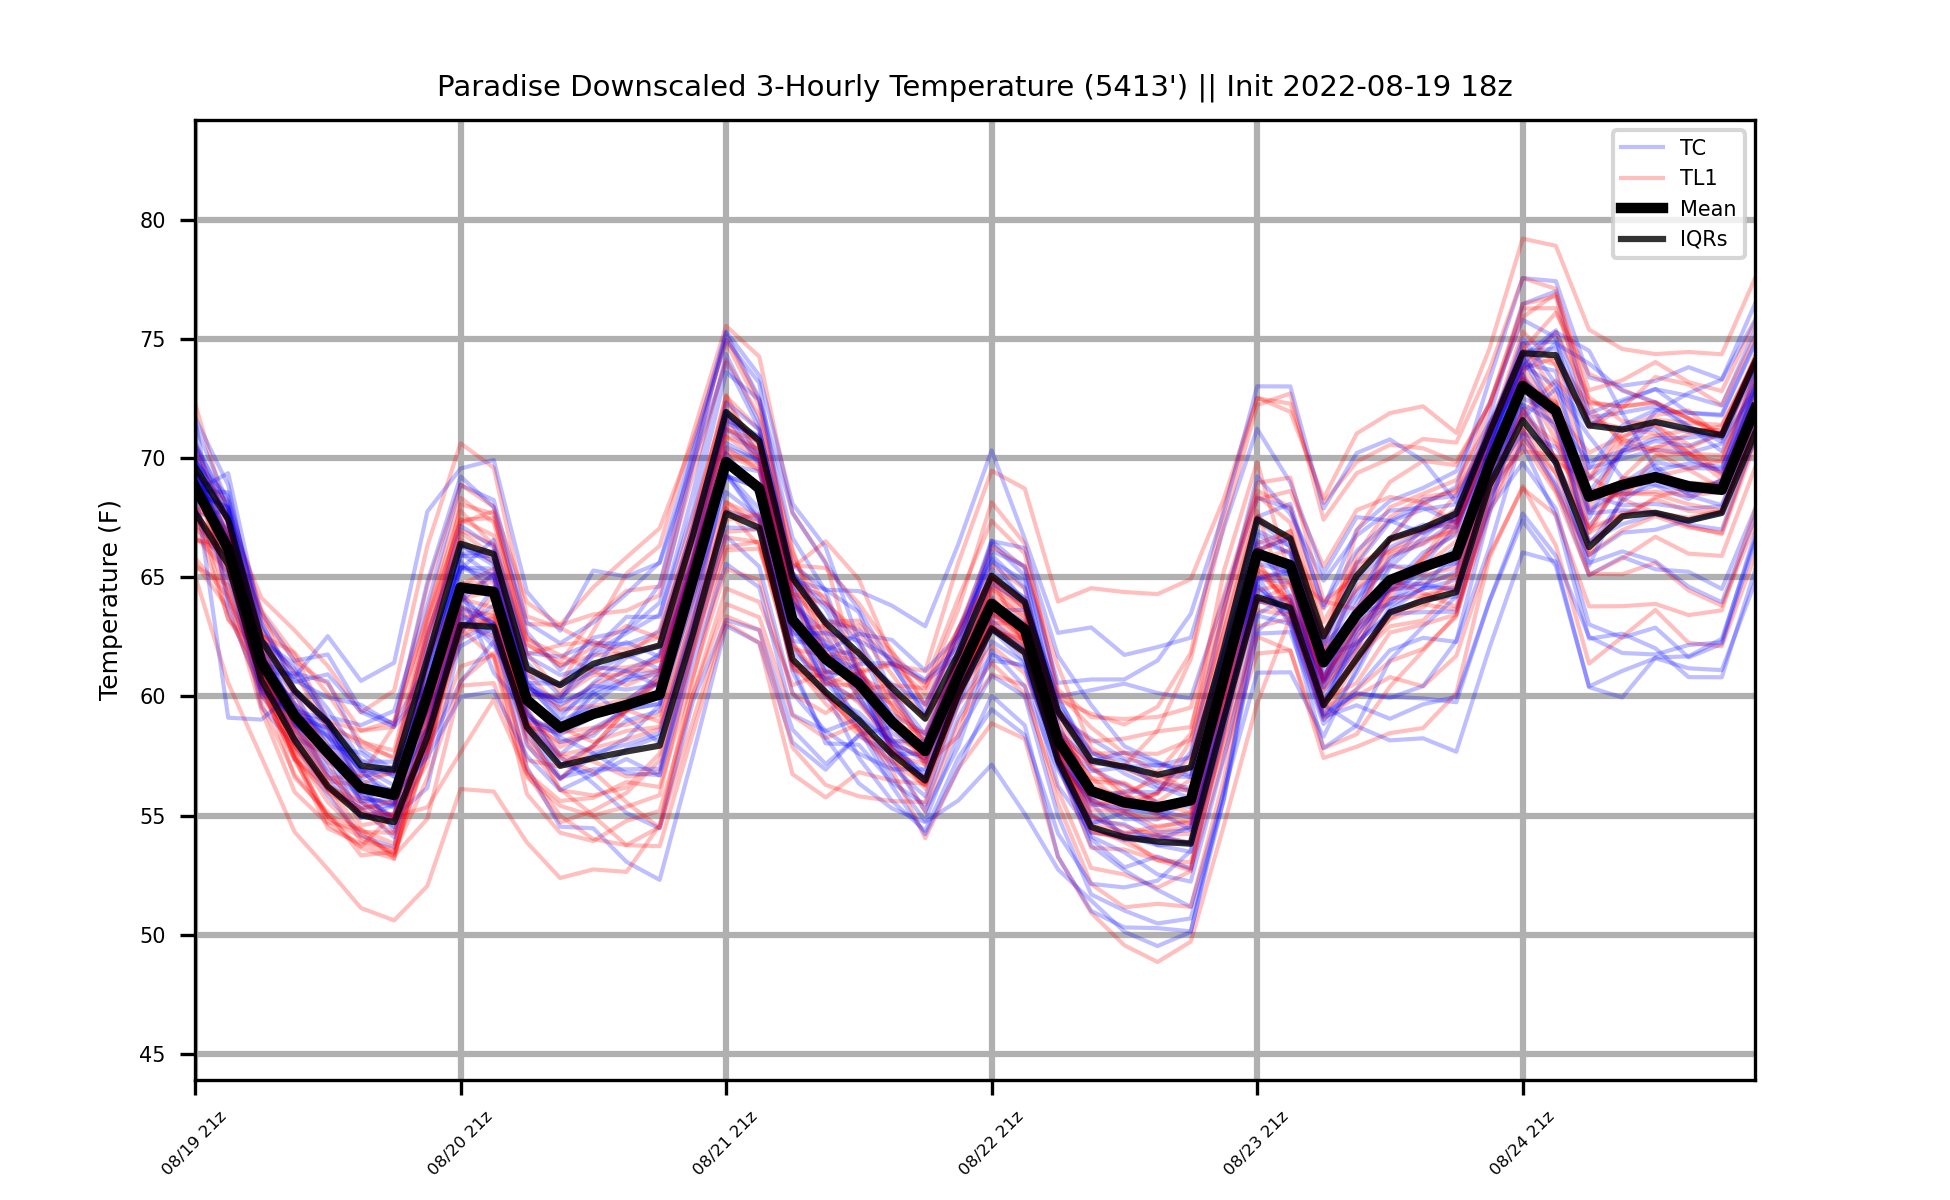 Paradise Downscaled 3-Hourly Temperature (5413') || Init 2022-08-19 18z
TC
TL1
Mean
IQRs
Temperature (F)
80
75
70
65
60
55
50
45
08/19 21z
08/20 21z
08/21 21z
08/22 21z
08/23 21z
08/24 21z